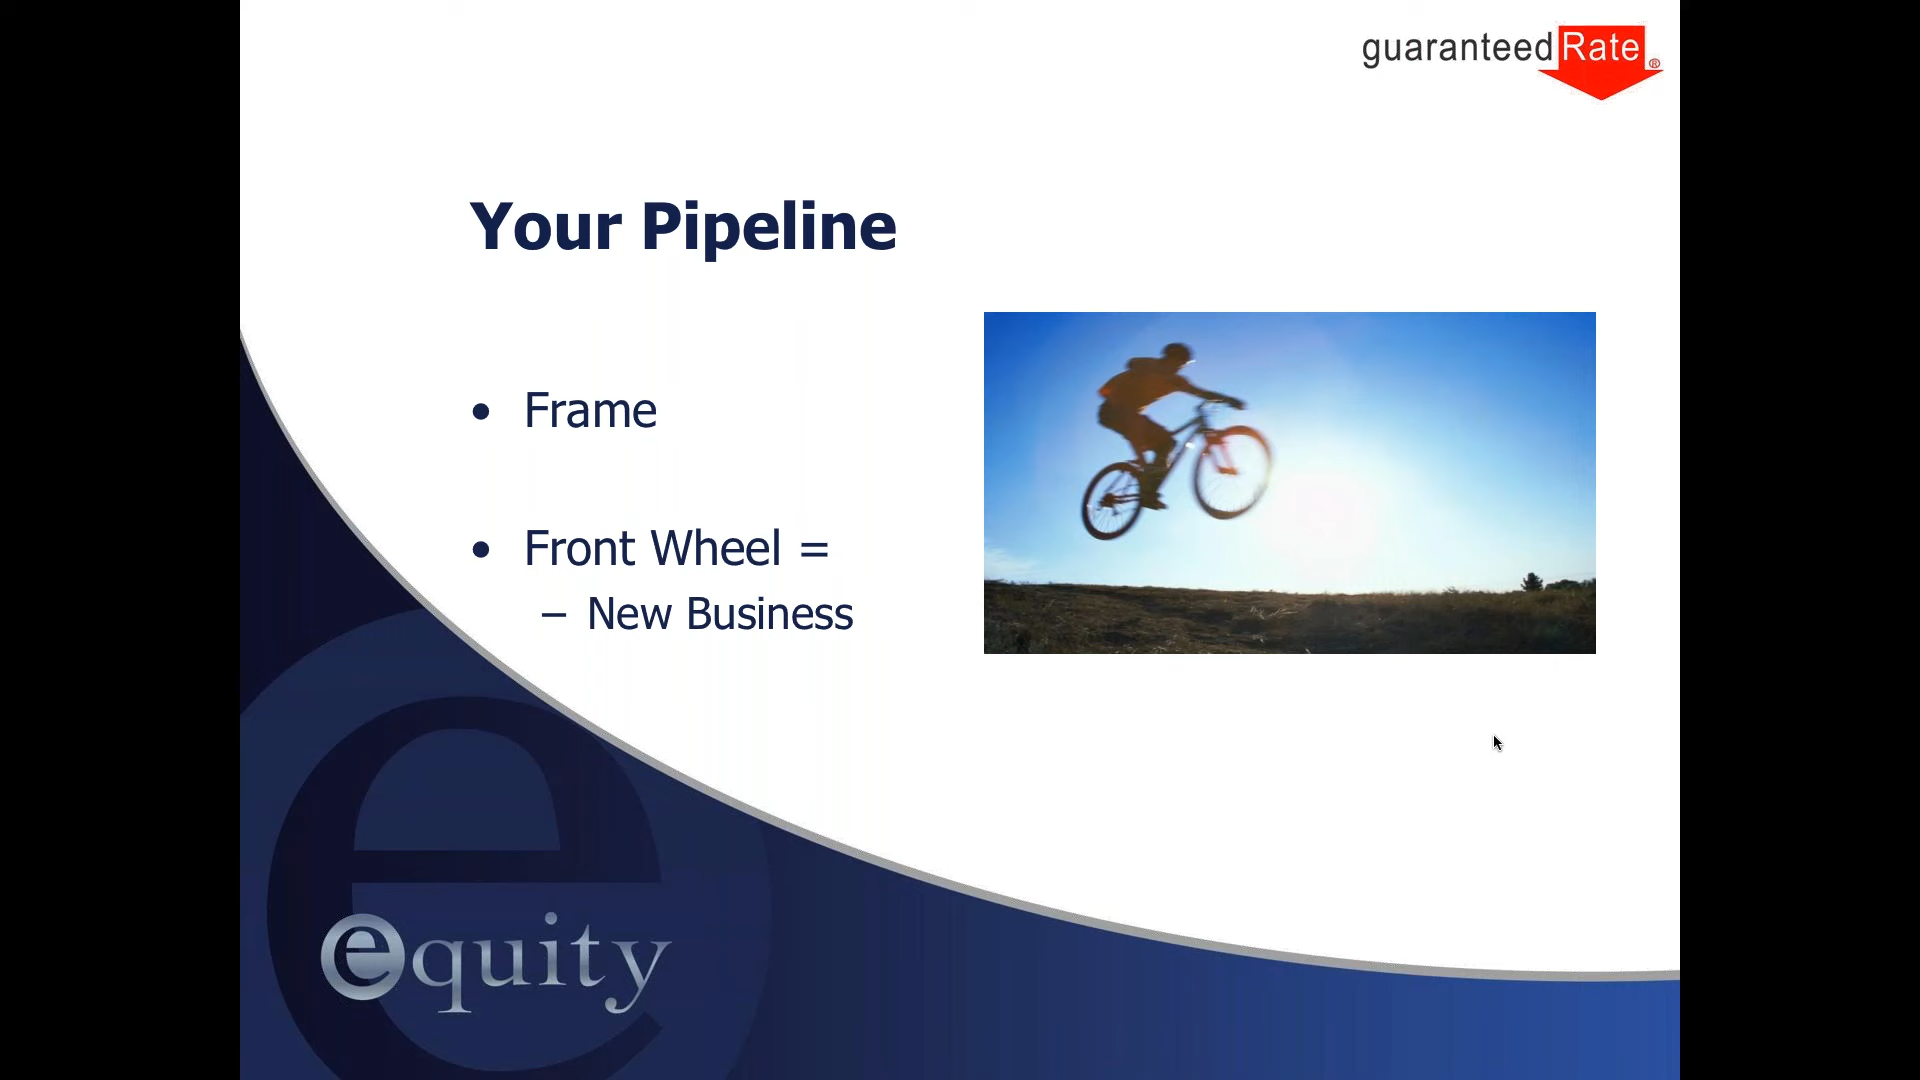 guaranteedRate®
Your Pipeline
• Frame
• Front Wheel =
– New Business
equity